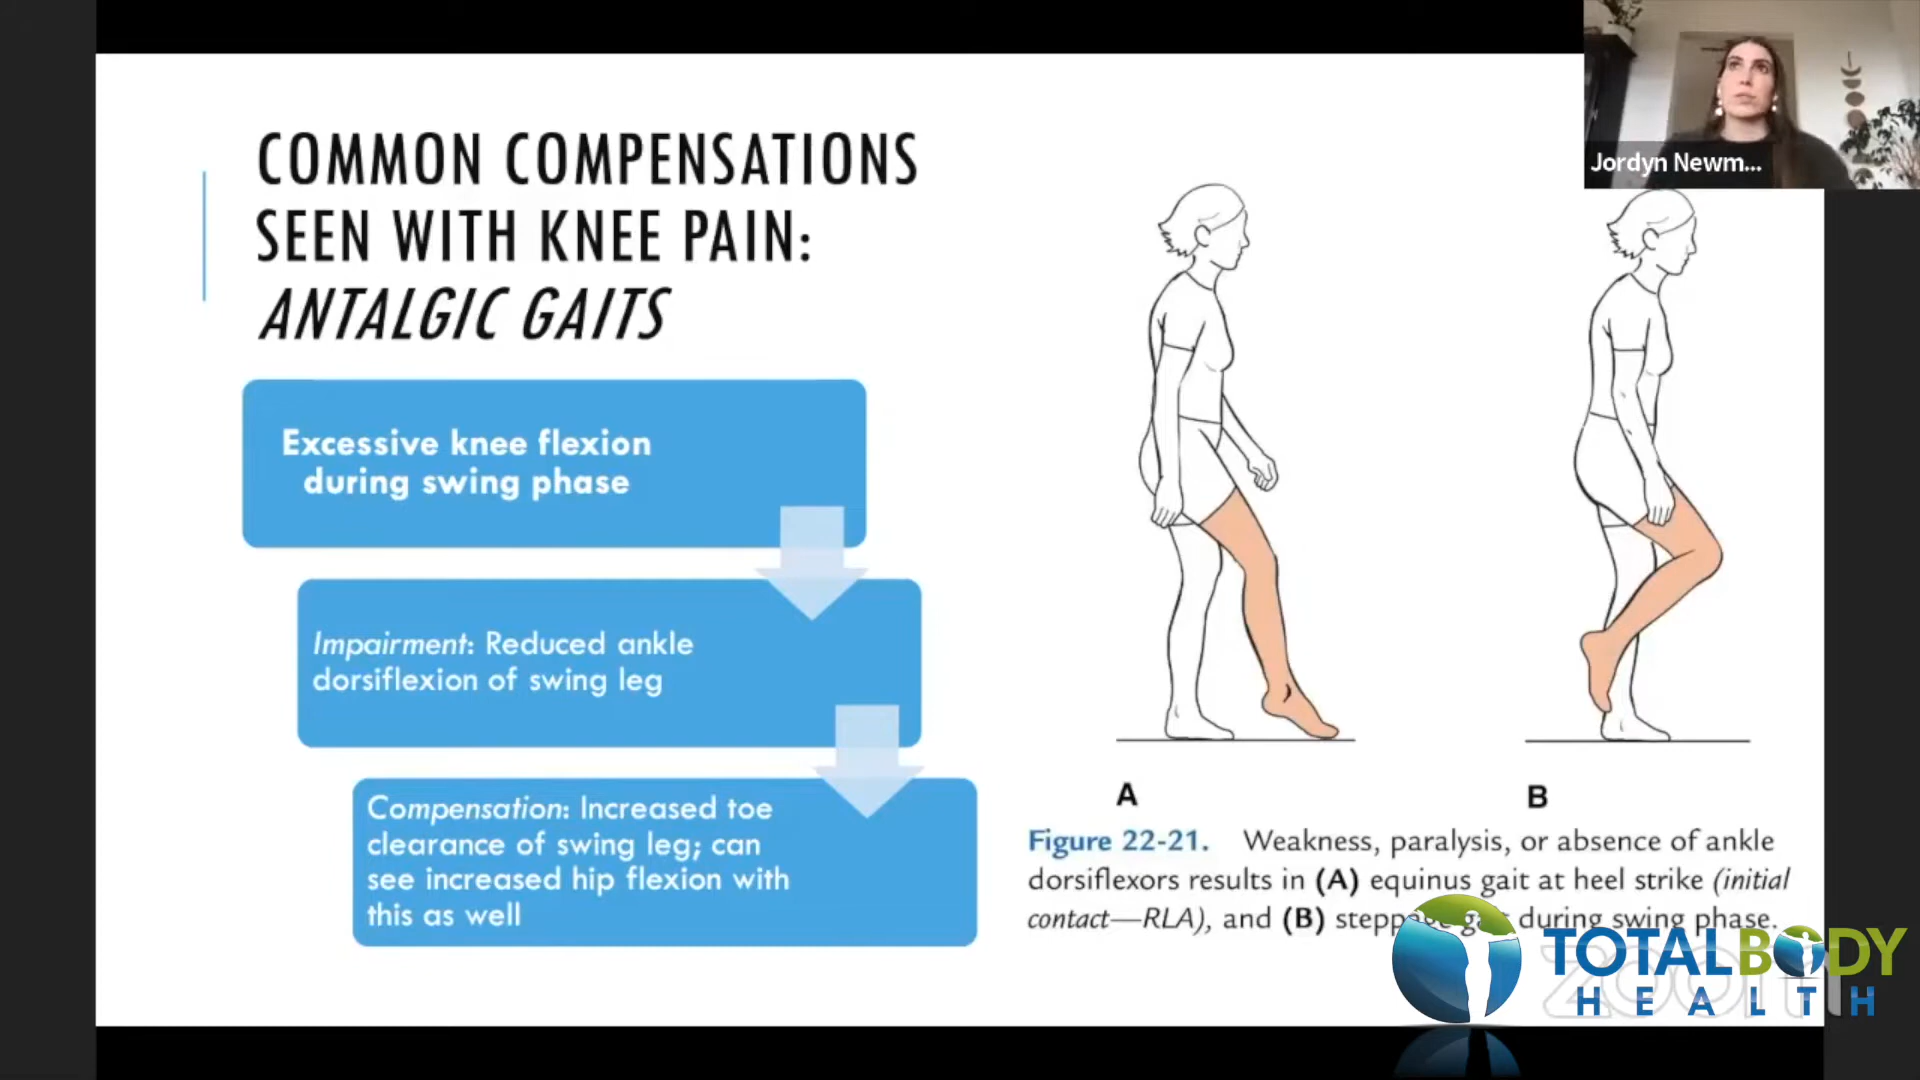 COMMON COMPENSATIONS
SEEN WITH KNEE PAIN:
ANTALGIC GAITS
Excessive knee flexion
during swing phase
Impairment: Reduced ankle
dorsiflexion of swing leg
Compensation: Increased toe
clearance of swing leg; can
see increased hip flexion with
this as well
Jordyn Newm...
A
B
Figure 22-21. Weakness, paralysis, or absence of ankle
dorsiflexors results in (A) equinus gait at heel strike (initial
contact—RLA), and (B) steppage gait during swing phase.
TOTAL BODY
HEALTH
zoom